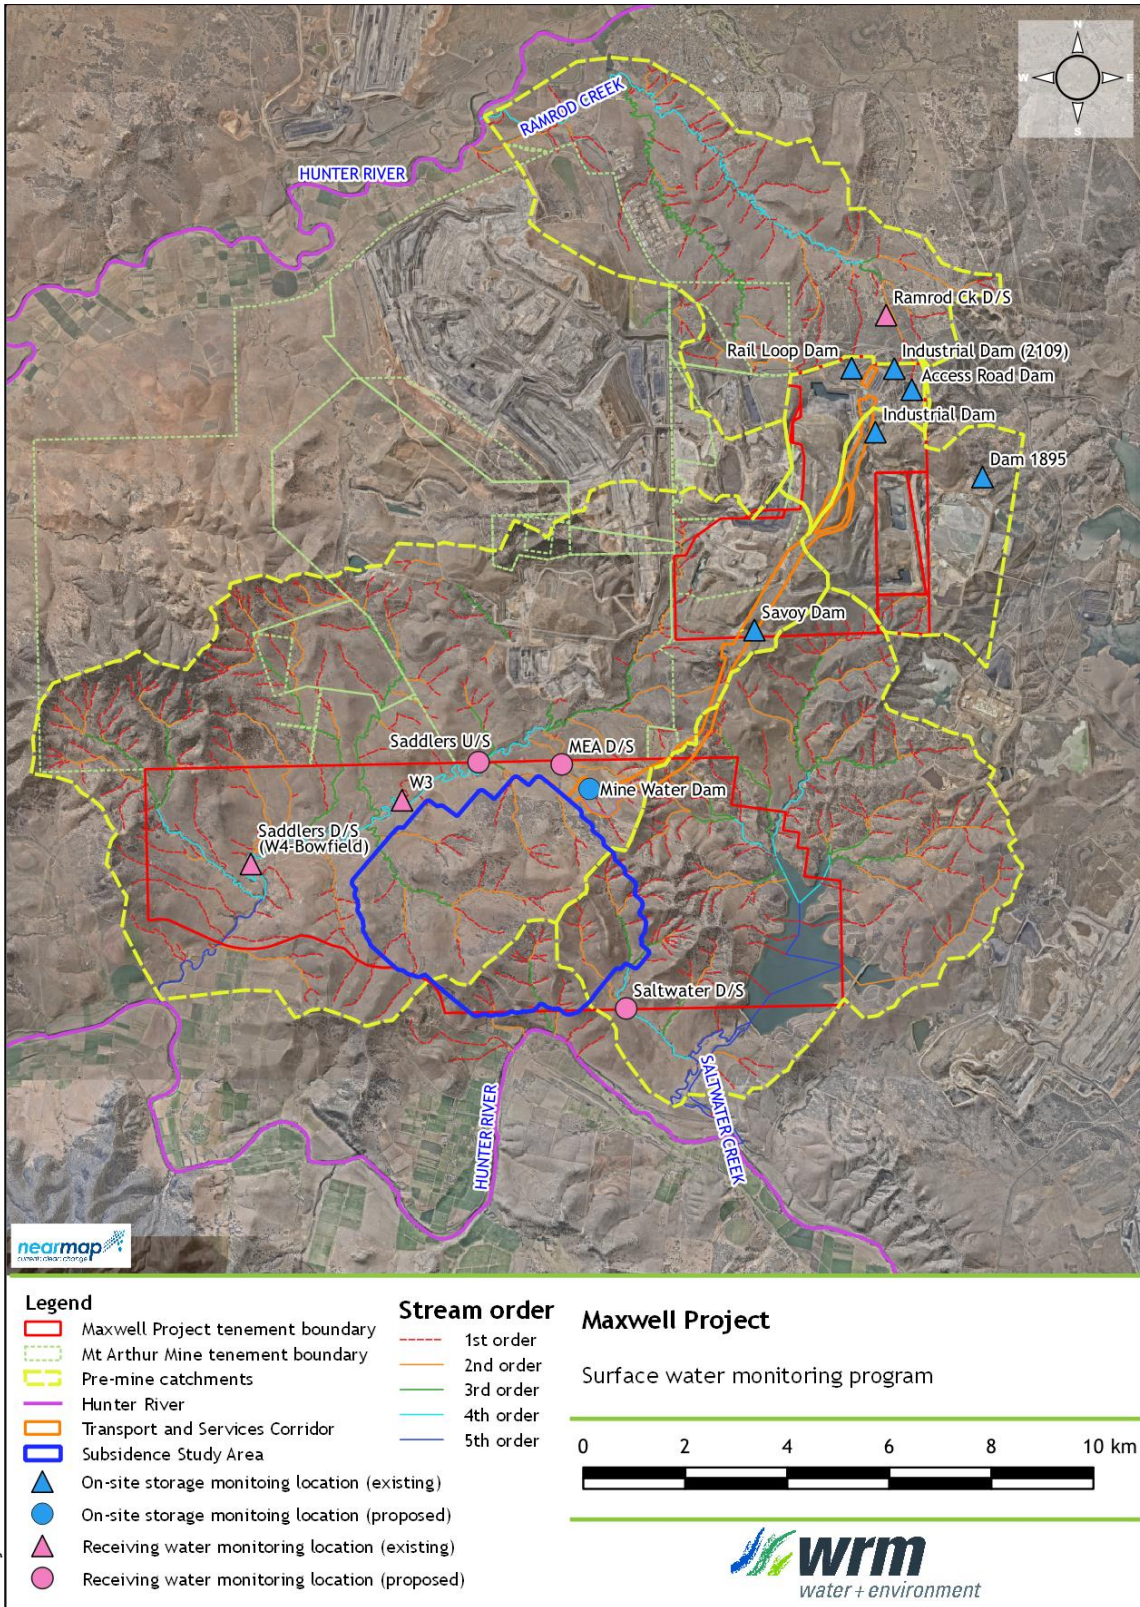 N
W
E
S
RAMROD CREEK
HUNTER RIVER
Ramrod Ck D/S
Rail Loop Dam
Industrial Dam (2109)
Access Road Dam
Industrial Dam
Dam 1895
Savoy Dam
Saddlers U/S
MEA D/S
W3
Mine Water Dam
Saddlers D/S
(W4-Bowfield)
Saltwater D/S
HUNTER RIVER
SALTWATER CREEK
nearmap
current:clear:change
Legend
Maxwell Project tenement boundary
Mt Arthur Mine tenement boundary
Pre-mine catchments
Hunter River
Transport and Services Corridor
Subsidence Study Area
On-site storage monitoing location (existing)
On-site storage monitoing location (proposed)
Receiving water monitoring location (existing)
Receiving water monitoring location (proposed)
Stream order
1st order
2nd order
3rd order
4th order
5th order
Maxwell Project
Surface water monitoring program
0 2 4 6 8 10 km
wrm
water + environment